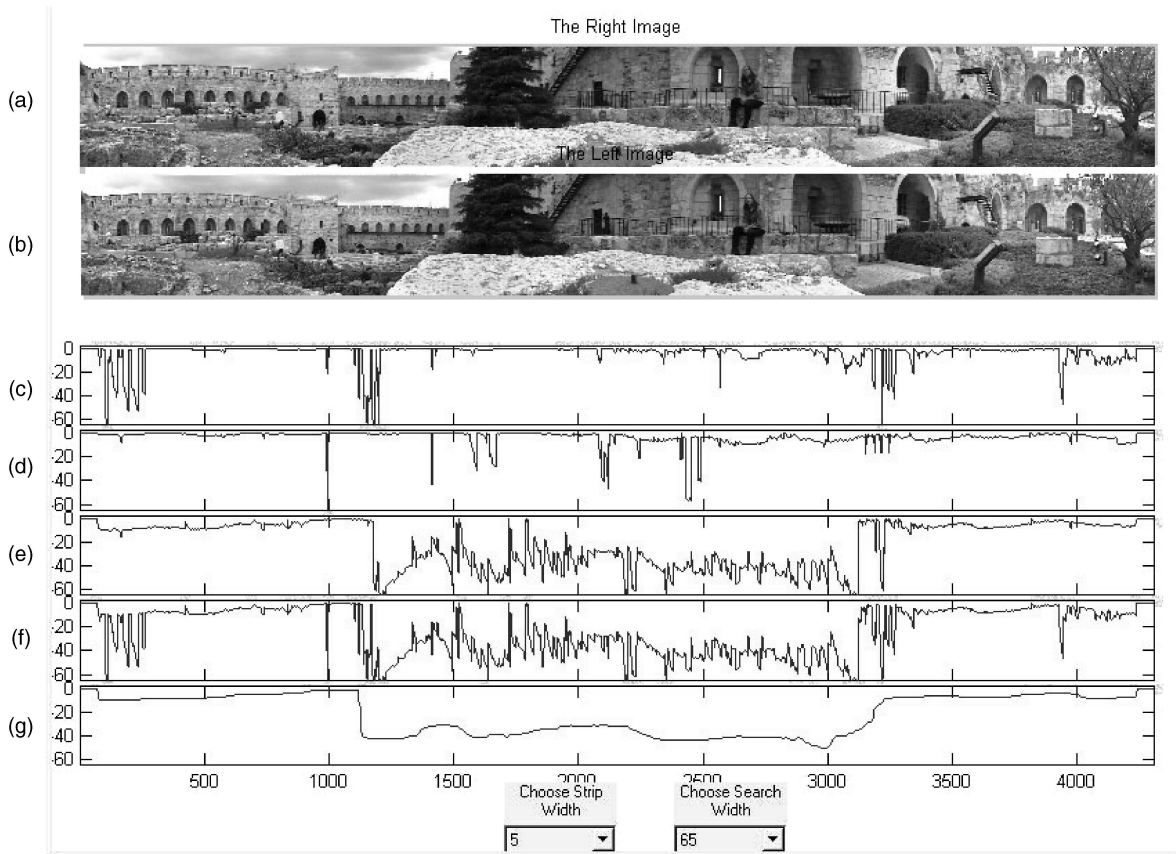 The Right Image
(a)
The Left Image
(b)
(c)
0
-20
-40
-60
(d)
0
-20
-40
-60
(e)
0
-20
-40
-60
(f)
0
-20
-40
-60
(g)
0
-20
-40
-60
500 1000 1500 2000 2500 3000 3500 4000
Choose Strip Width
5
Choose Search Width
65